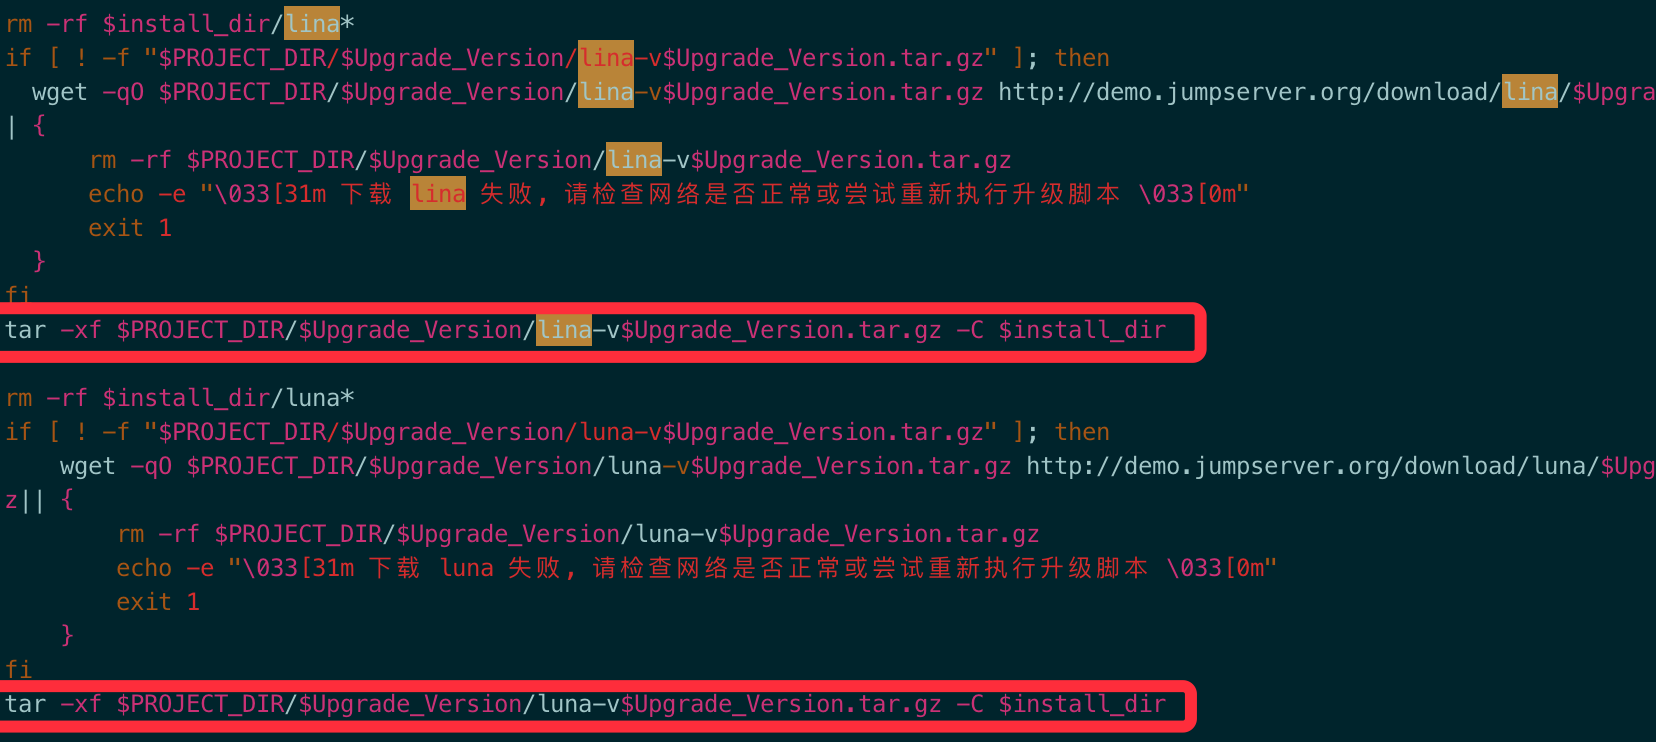 rm -rf $install_dir/lina*
if [ ! -f "$PROJECT_DIR/$Upgrade_Version/lina-v$Upgrade_Version.tar.gz" ]; then
  wget -qO $PROJECT_DIR/$Upgrade_Version/lina-v$Upgrade_Version.tar.gz http://demo.jumpserver.org/download/lina/$Upgra
| {
      rm -rf $PROJECT_DIR/$Upgrade_Version/lina-v$Upgrade_Version.tar.gz
      echo -e "\033[31m 下载 lina 失败, 请检查网络是否正常或尝试重新执行升级脚本 \033[0m"
      exit 1
  }
fi
tar -xf $PROJECT_DIR/$Upgrade_Version/lina-v$Upgrade_Version.tar.gz -C $install_dir
rm -rf $install_dir/luna*
if [ ! -f "$PROJECT_DIR/$Upgrade_Version/luna-v$Upgrade_Version.tar.gz" ]; then
    wget -qO $PROJECT_DIR/$Upgrade_Version/luna-v$Upgrade_Version.tar.gz http://demo.jumpserver.org/download/luna/$Upg
z|| {
        rm -rf $PROJECT_DIR/$Upgrade_Version/luna-v$Upgrade_Version.tar.gz
        echo -e "\033[31m 下载 luna 失败, 请检查网络是否正常或尝试重新执行升级脚本 \033[0m"
        exit 1
    }
fi
tar -xf $PROJECT_DIR/$Upgrade_Version/luna-v$Upgrade_Version.tar.gz -C $install_dir